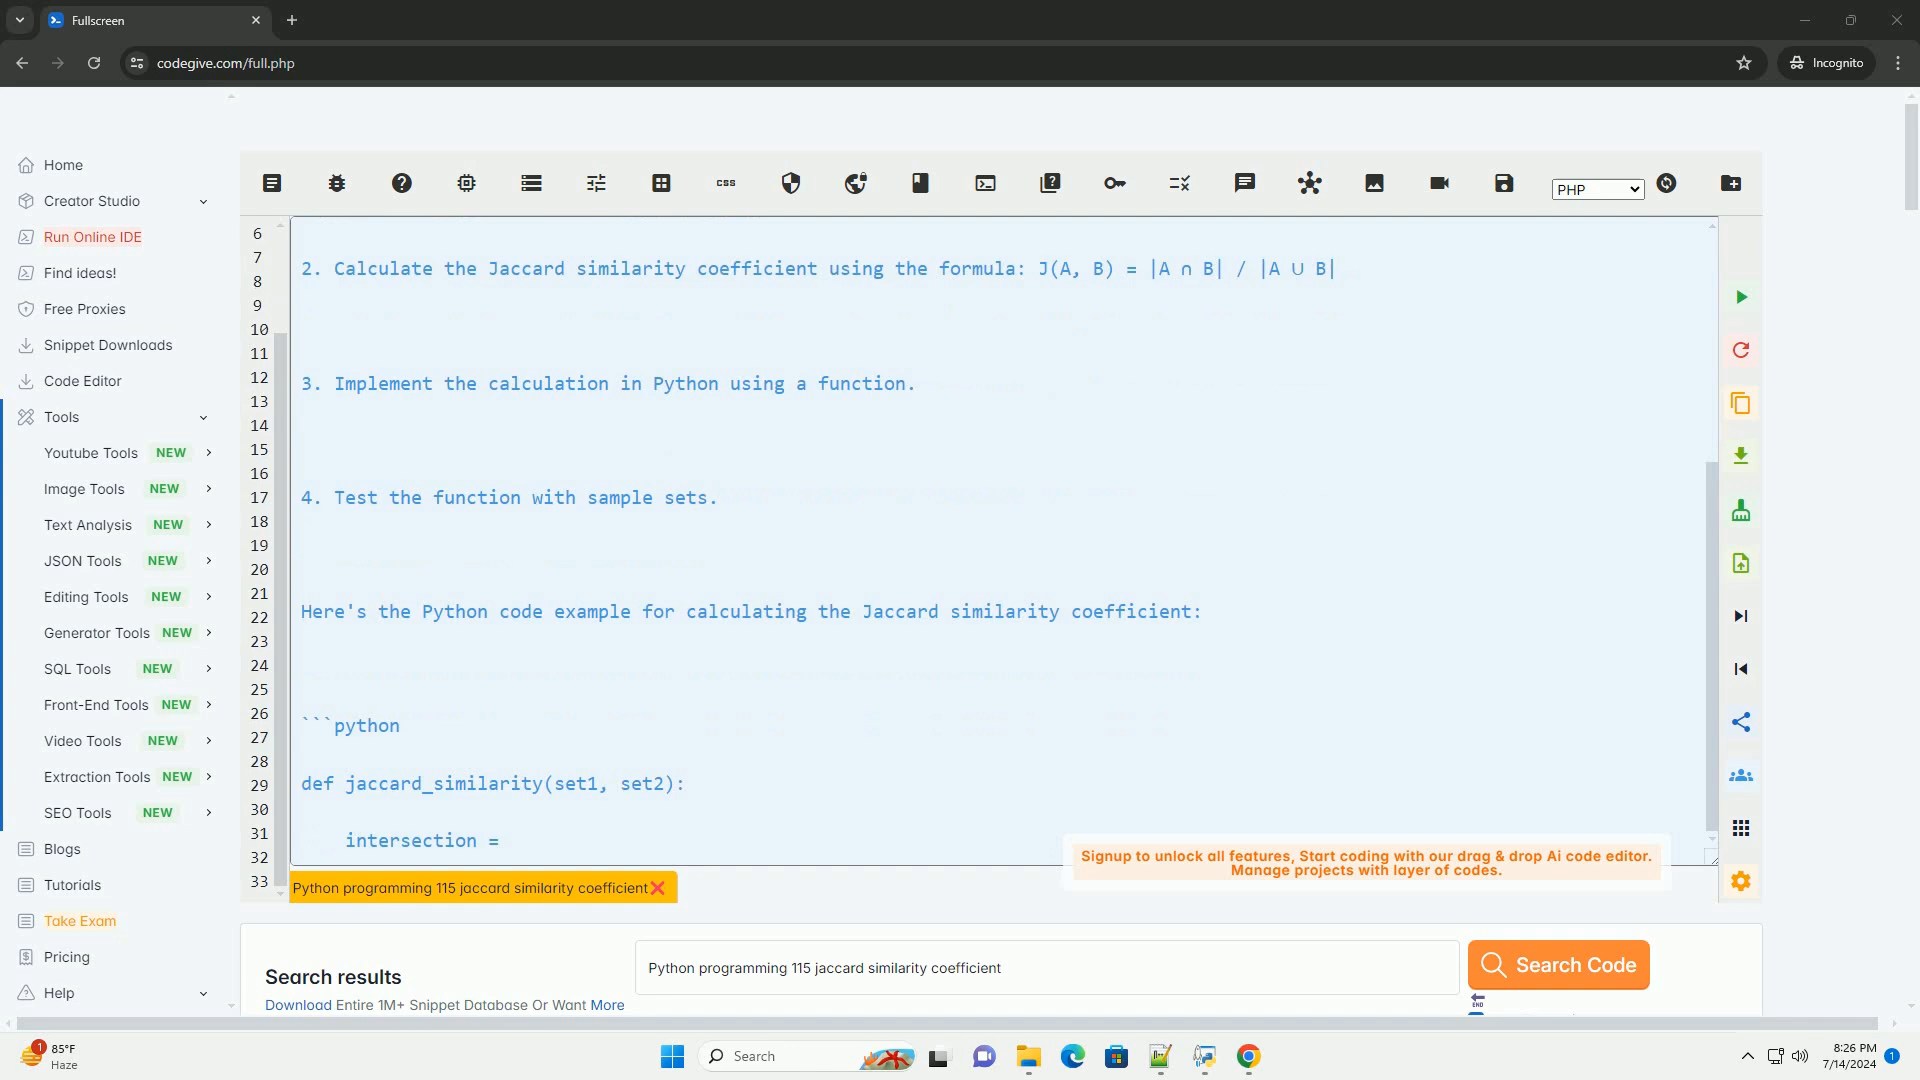 Fullscreen
codegive.com/full.php
Incognito
Home
Creator Studio
Run Online IDE
Find ideas!
Free Proxies
Snippet Downloads
Code Editor
Tools
Youtube Tools NEW
Image Tools NEW
Text Analysis NEW
JSON Tools NEW
Editing Tools NEW
Generator Tools NEW
SQL Tools NEW
Front-End Tools NEW
Video Tools NEW
Extraction Tools NEW
SEO Tools NEW
Blogs
Tutorials
Take Exam
Pricing
Help
css
PHP
6
7
8
9
10
11
12
13
14
15
16
17
18
19
20
21
22
23
24
25
26
27
28
29
30
31
32
33
2. Calculate the Jaccard similarity coefficient using the formula: J(A, B) = |A ∩ B| / |A ∪ B|
3. Implement the calculation in Python using a function.
4. Test the function with sample sets.
Here's the Python code example for calculating the Jaccard similarity coefficient:
```python
def jaccard_similarity(set1, set2):
intersection =
Signup to unlock all features, Start coding with our drag & drop Ai code editor.
Manage projects with layer of codes.
Python programming 115 jaccard similarity coefficient
Search results
Download Entire 1M+ Snippet Database Or Want More
Python programming 115 jaccard similarity coefficient
Search Code
END
1
85°F
Haze
Search
8:26 PM
7/14/2024
1